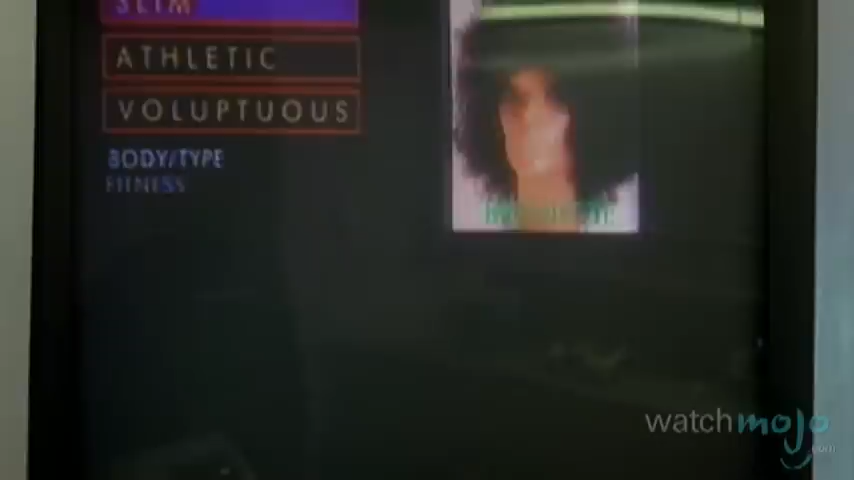 SLIM
ATHLETIC
VOLUPTUOUS
BODY/TYPE
FITNESS
watchmojo
.com